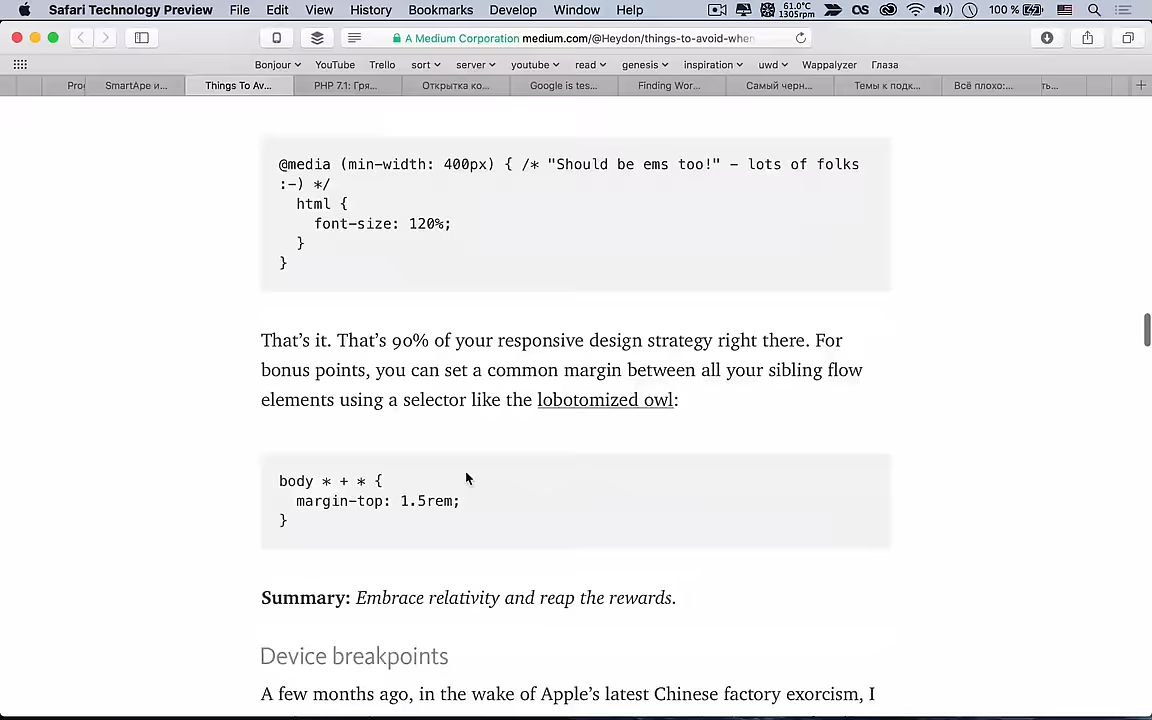 Safari Technology Preview File Edit View History Bookmarks Develop Window Help 61.0°C 1305rpm 100 %
A Medium Corporation medium.com/@Heydon/things-to-avoid-when
Bonjour YouTube Trello sort server youtube read genesis inspiration uwd Wappalyzer Глаза
Pro SmartApe и... Things To Av... PHP 7.1: Гря... Открытка ко... Google is tes... Finding Wor... Самый черн... Темы к подк... Всё плохо:... ть...
@media (min-width: 400px) { /* "Should be ems too!" – lots of folks
:-) */
html {
font-size: 120%;
}
}
That’s it. That’s 90% of your responsive design strategy right there. For
bonus points, you can set a common margin between all your sibling flow
elements using a selector like the lobotomized owl:
body * + * {
margin-top: 1.5rem;
}
Summary: Embrace relativity and reap the rewards.
Device breakpoints
A few months ago, in the wake of Apple’s latest Chinese factory exorcism, I